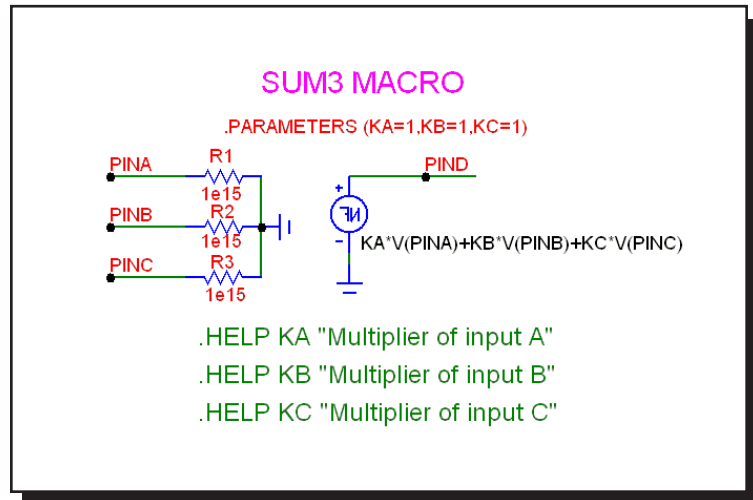 SUM3 MACRO
.PARAMETERS (KA=1,KB=1,KC=1)
PINA
R1
1e15
PIND
PINB
R2
1e15
+
NF
-
KA*V(PINA)+KB*V(PINB)+KC*V(PINC)
PINC
R3
1e15
.HELP KA "Multiplier of input A"
.HELP KB "Multiplier of input B"
.HELP KC "Multiplier of input C"